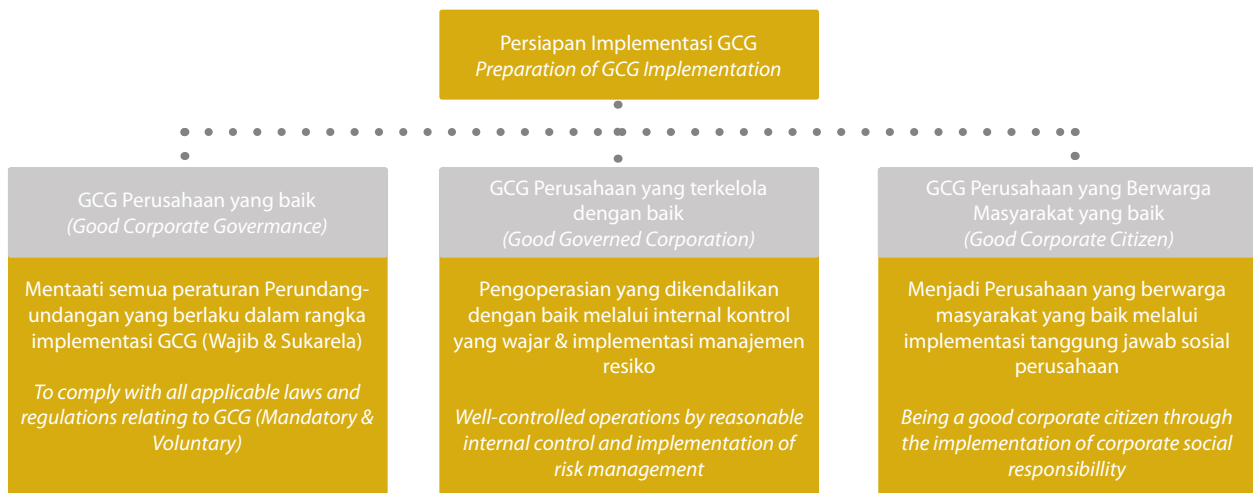 Persiapan Implementasi GCG
Preparation of GCG Implementation
GCG Perusahaan yang baik
(Good Corporate Govermance)
Mentaati semua peraturan Perundang-
undangan yang berlaku dalam rangka
implementasi GCG (Wajib & Sukarela)
To comply with all applicable laws and
regulations relating to GCG (Mandatory &
Voluntary)
GCG Perusahaan yang terkelola
dengan baik
(Good Governed Corporation)
Pengoperasian yang dikendalikan
dengan baik melalui internal kontrol
yang wajar & implementasi manajemen
resiko
Well-controlled operations by reasonable
internal control and implementation of
risk management
GCG Perusahaan yang Berwarga
Masyarakat yang baik
(Good Corporate Citizen)
Menjadi Perusahaan yang berwarga
masyarakat yang baik melalui
implementasi tanggung jawab sosial
perusahaan
Being a good corporate citizen through
the implementation of corporate social
responsibillity